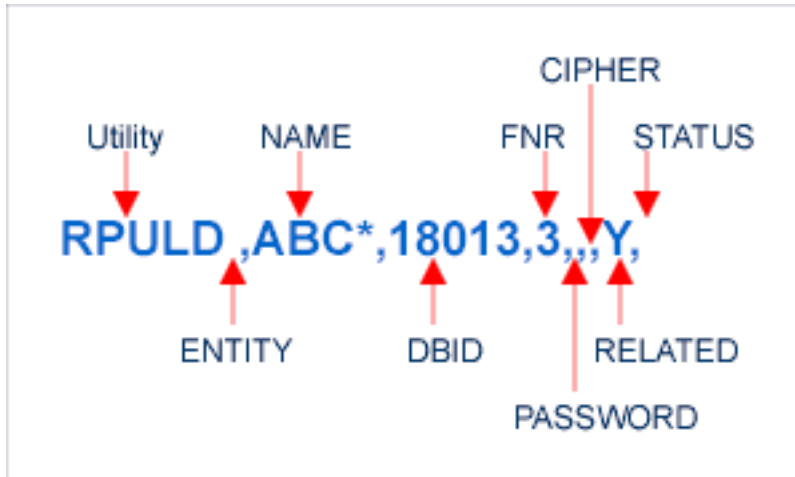 CIPHER
Utility NAME FNR STATUS
RPULD ,ABC*,18013,3,,,Y,
ENTITY DBID RELATED
PASSWORD